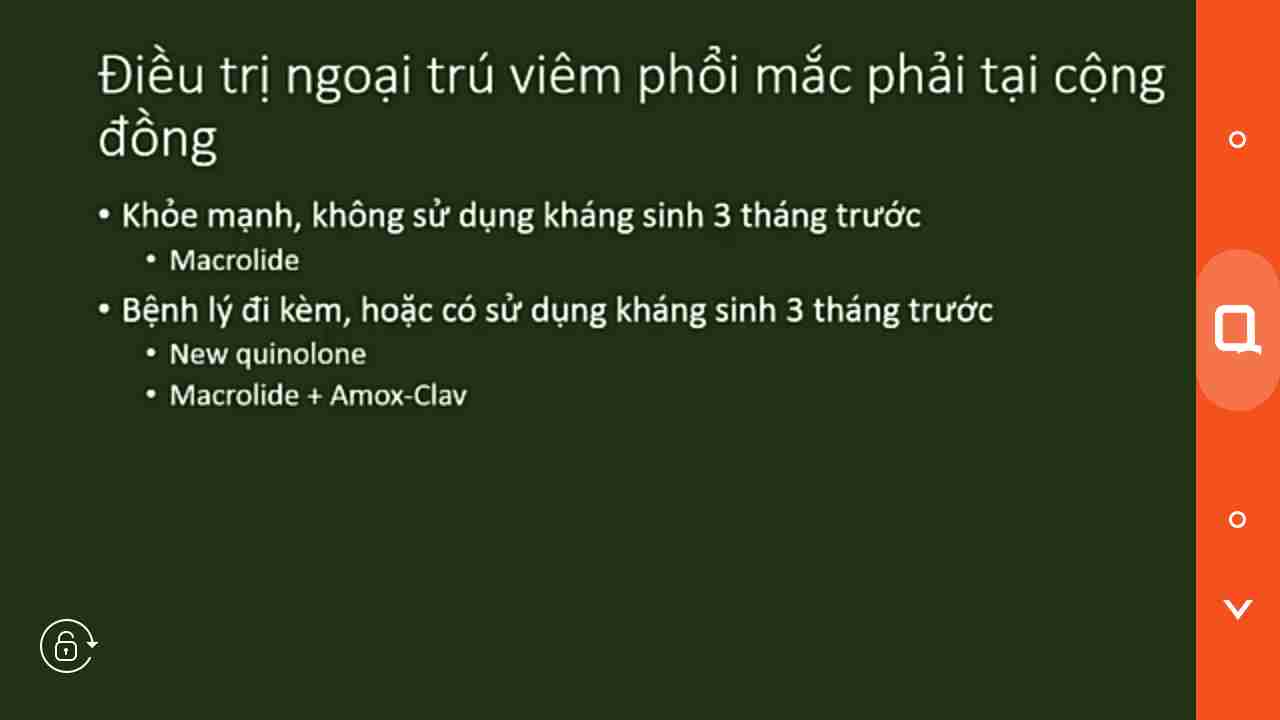 Điều trị ngoại trú viêm phổi mắc phải tại cộng
đồng
• Khỏe mạnh, không sử dụng kháng sinh 3 tháng trước
• Macrolide
• Bệnh lý đi kèm, hoặc có sử dụng kháng sinh 3 tháng trước
• New quinolone
• Macrolide + Amox-Clav